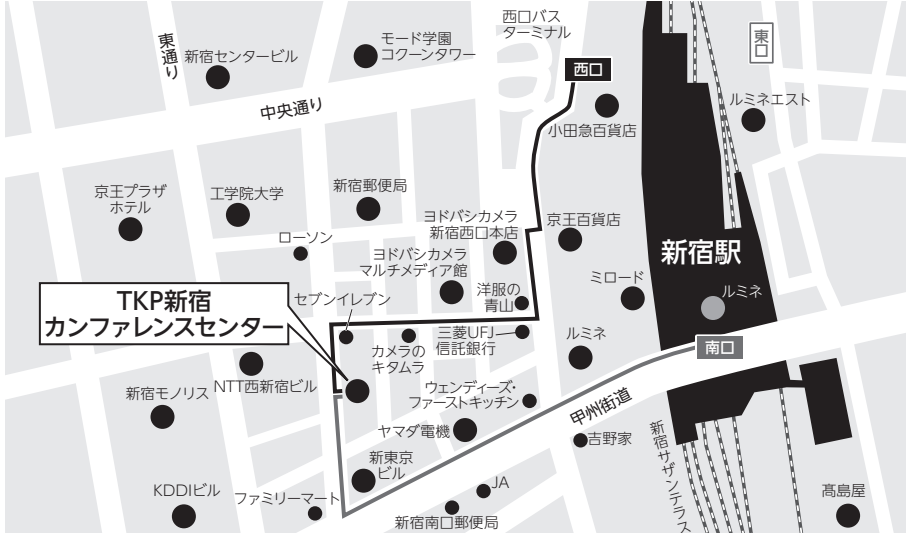 西口バス
ターミナル
モード学園
コクーンタワー
東通り
新宿センタービル
東口
西口
中央通り
小田急百貨店
ルミネエスト
京王プラザ
ホテル
工学院大学
新宿郵便局
ヨドバシカメラ
新宿西口本店
京王百貨店
ローソン
ヨドバシカメラ
マルチメディア館
新宿駅
ミロード
ルミネ
洋服の
青山
TKP新宿
カンファレンスセンター
セブンイレブン
カメラの
キタムラ
三菱UFJ
信託銀行
ルミネ
南口
新宿モノリス
NTT西新宿ビル
ウェンディーズ・
ファーストキッチン
甲州街道
ヤマダ電機
吉野家
新宿サザンテラス
新東京
ビル
KDDIビル
ファミリーマート
JA
新宿南口郵便局
髙島屋